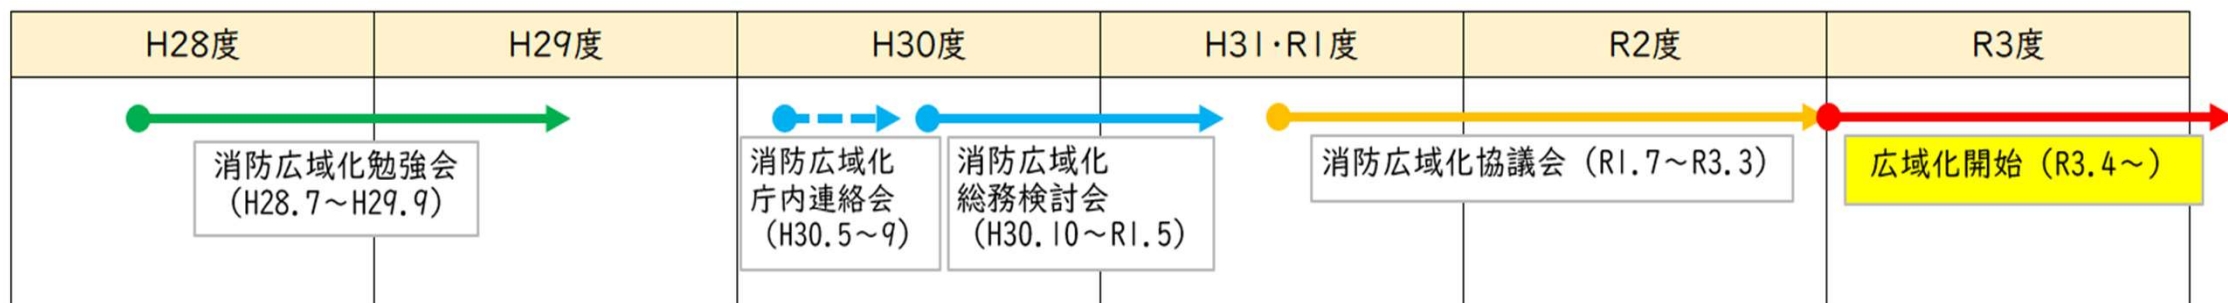 H28度
H29度
H30度
H31・R1度
R2度
R3度
消防広域化勉強会
(H28.7～H29.9)
消防広域化
庁内連絡会
(H30.5～9)
消防広域化
総務検討会
(H30.10～R1.5)
消防広域化協議会 (R1.7～R3.3)
広域化開始 (R3.4～)